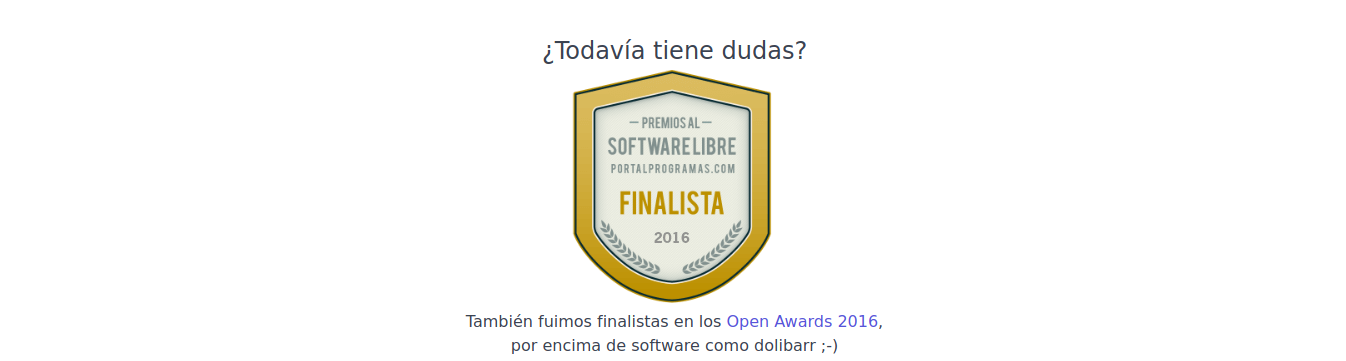 ¿Todavía tiene dudas?
— PREMIOS AL —
SOFTWARE LIBRE
PORTALPROGRAMAS.COM
FINALISTA
2016
También fuimos finalistas en los Open Awards 2016,
por encima de software como dolibarr ;-)